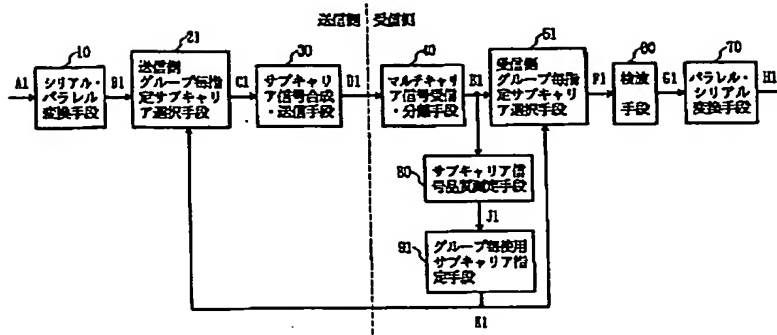 送信側 受信側
10
シリアル・
パラレル
変換手段
21
送信側
グループ毎指
定サブキャリ
ア選択手段
30
サブキャリ
ア信号合成
・送信手段
40
マルチキャリ
ア信号受信
・分離手段
51
受信側
グループ毎指
定サブキャリ
ア選択手段
60
検波
手段
70
パラレル・
シリアル
変換手段
A1
B1
C1
D1
E1
F1
G1
H1
80
サブキャリア信
号品質測定手段
J1
91
グループ毎使用
サブキャリア指
定手段
K1